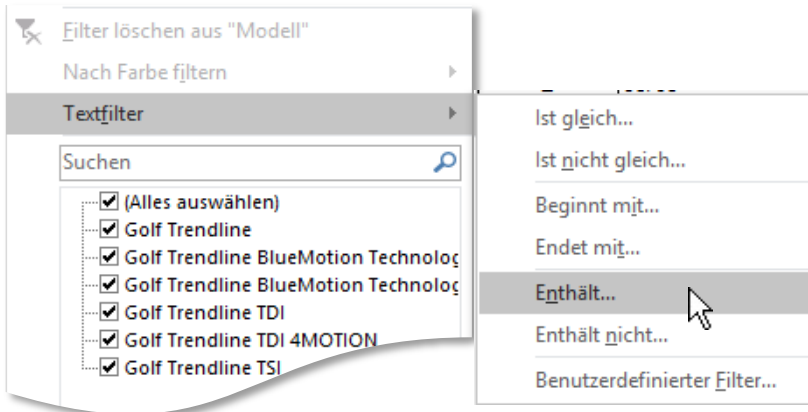 Filter löschen aus "Modell"
Nach Farbe filtern
Textfilter
Suchen
(Alles auswählen)
Golf Trendline
Golf Trendline BlueMotion Technolog
Golf Trendline BlueMotion Technolog
Golf Trendline TDI
Golf Trendline TDI 4MOTION
Golf Trendline TSI
Ist gleich...
Ist nicht gleich...
Beginnt mit...
Endet mit...
Enthält...
Enthält nicht...
Benutzerdefinierter Filter...